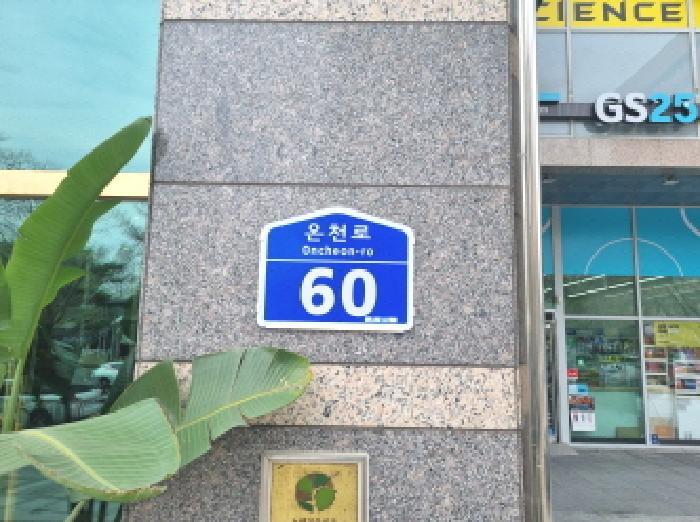 CIENCE
GS25
온천로
Oncheon-ro
60